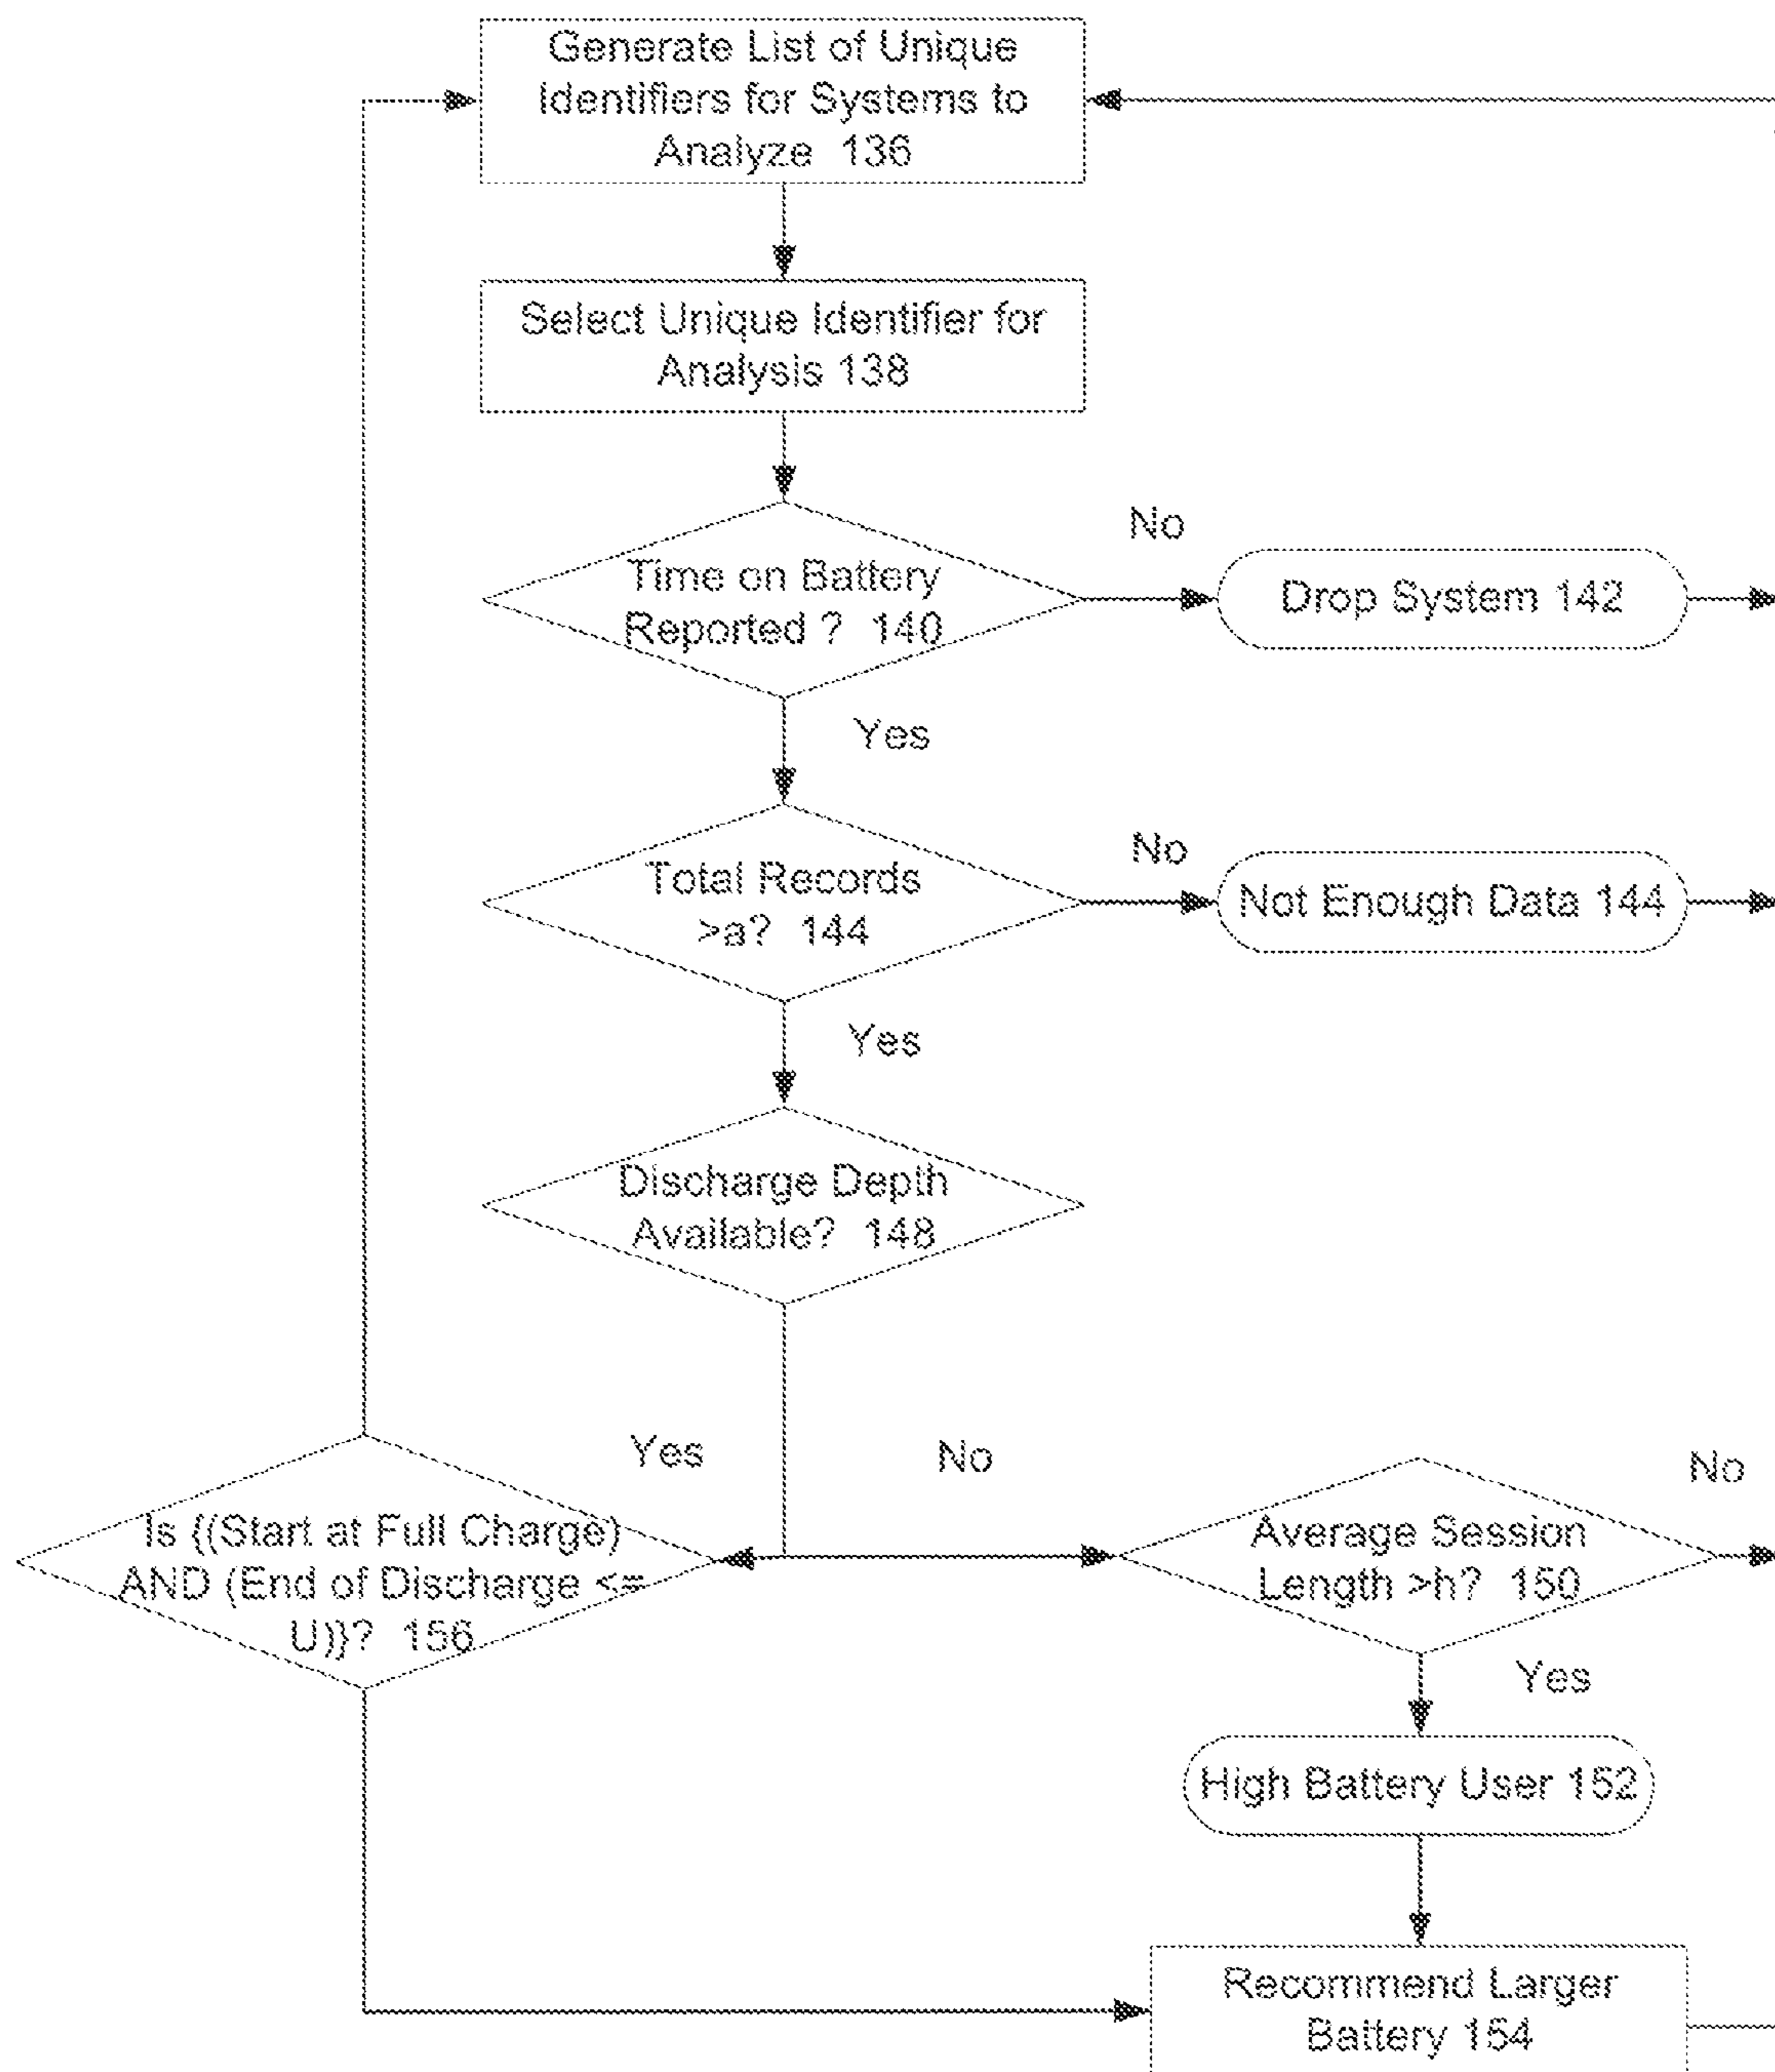 Generate List of Unique
Identifiers for Systems to
Analyze 136
Select Unique Identifier for
Analysis 138
No
Time on Battery
Reported ? 140
Drop System 142
Yes
No
Total Records
>a? 144
Not Enough Data 144
Yes
Discharge Depth
Available? 148
Yes
No
No
Is {(Start at Full Charge)
AND (End of Discharge <=
U)}? 156
Average Session
Length >h? 150
Yes
High Battery User 152
Recommend Larger
Battery 154